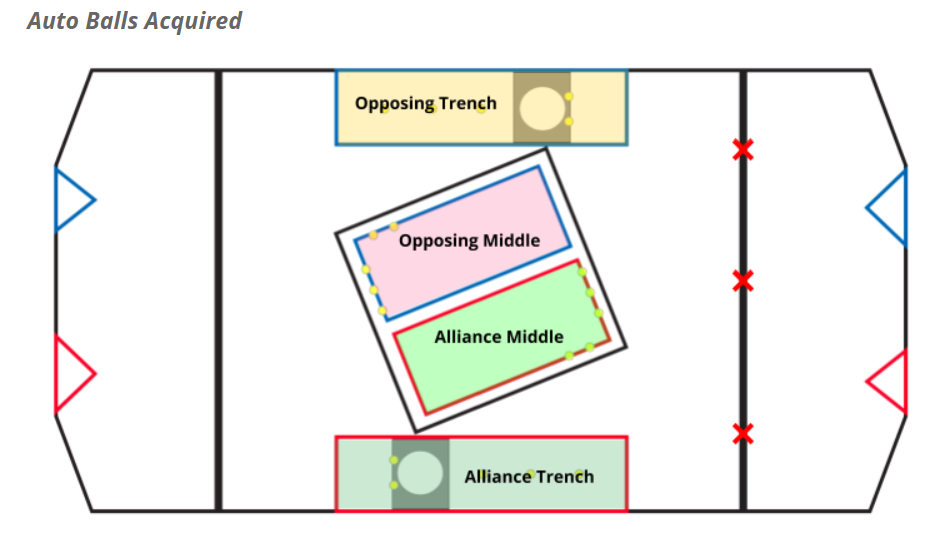 Auto Balls Acquired
Opposing Trench
Opposing Middle
Alliance Middle
Alliance Trench